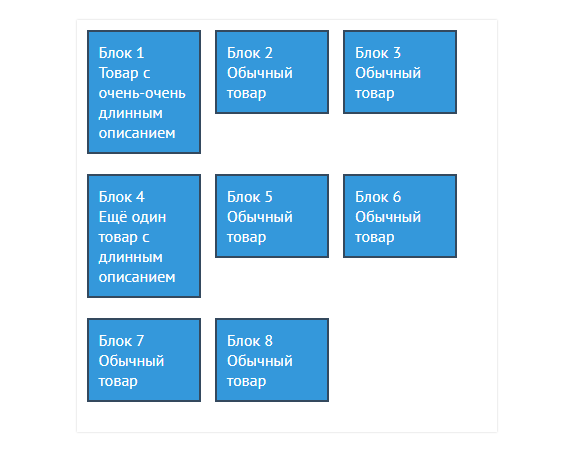 Блок 1
Товар с
очень-очень
длинным
описанием
Блок 2
Обычный
товар
Блок 3
Обычный
товар
Блок 4
Ещё один
товар с
длинным
описанием
Блок 5
Обычный
товар
Блок 6
Обычный
товар
Блок 7
Обычный
товар
Блок 8
Обычный
товар